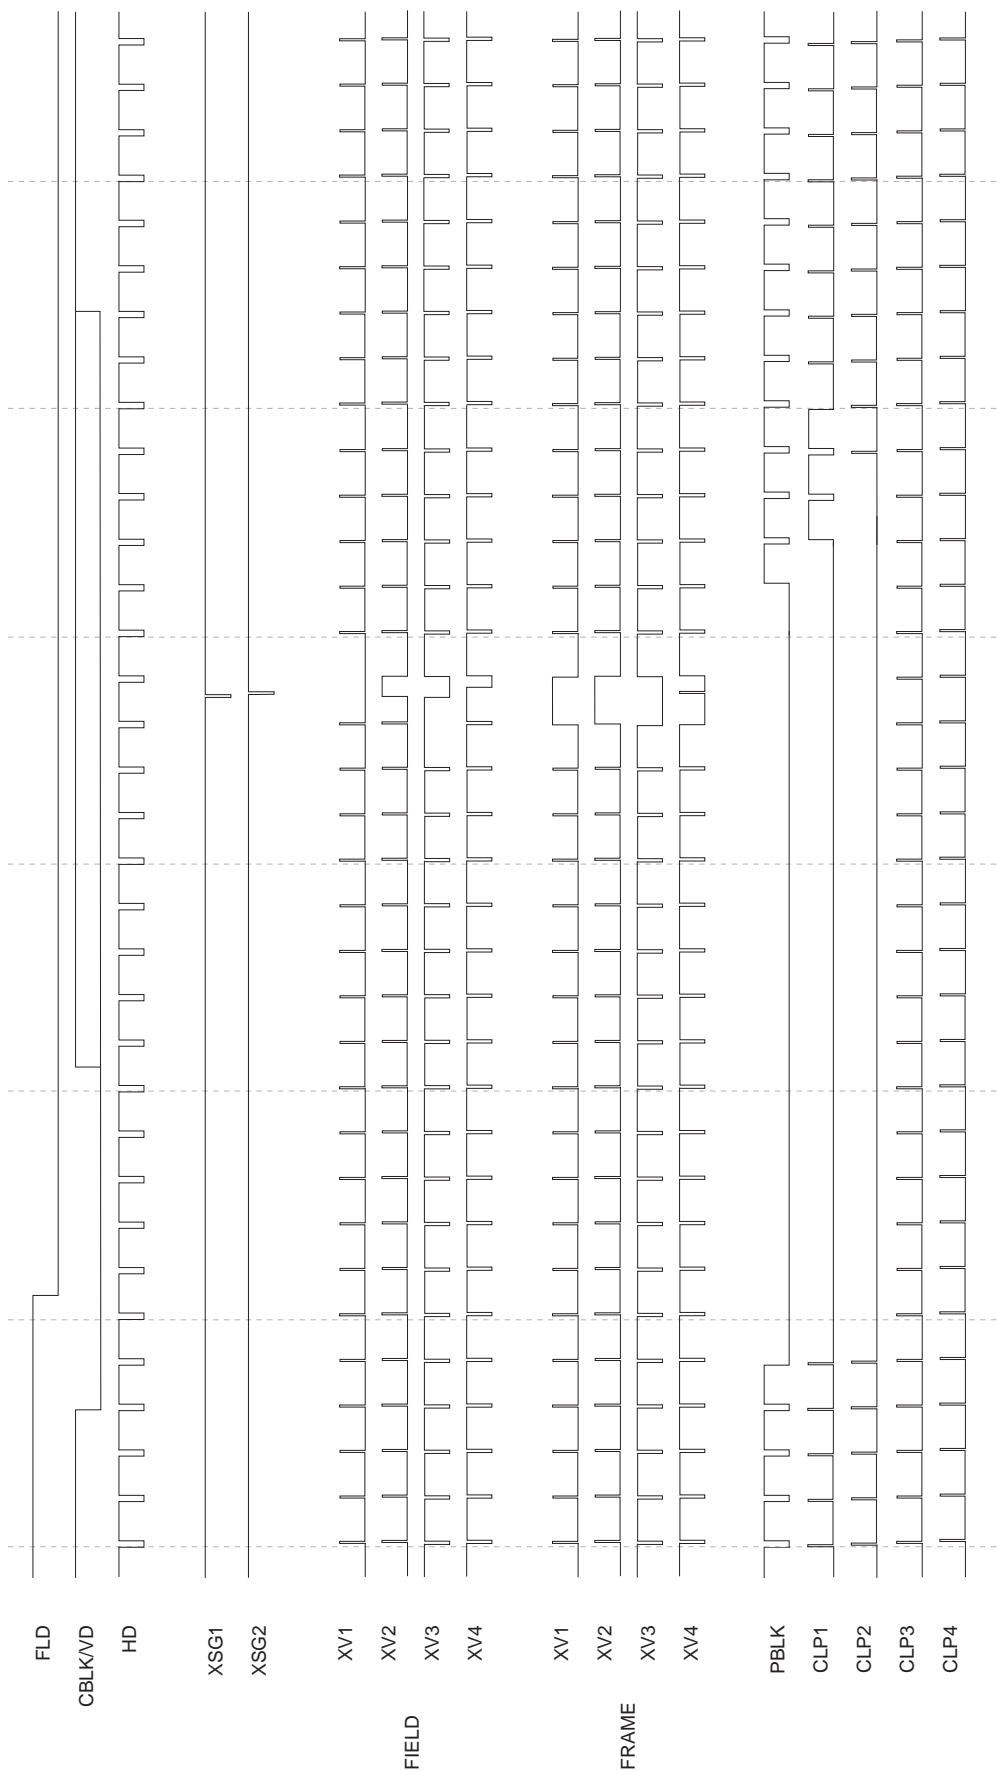 FLD
CBLK/VD
HD
XSG1
XSG2
XV1
XV2
XV3
XV4
FIELD
XV1
XV2
XV3
XV4
FRAME
PBLK
CLP1
CLP2
CLP3
CLP4